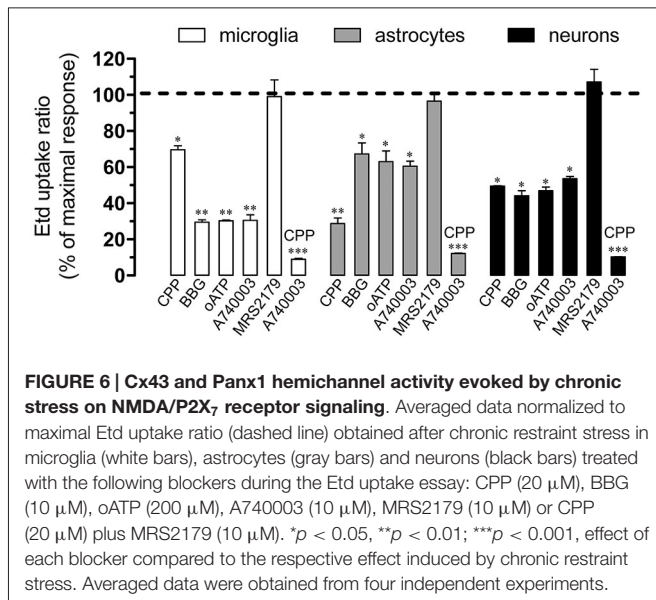 microglia astrocytes neurons
Etd uptake ratio
(% of maximal response)
120
100
80
60
40
20
0
* ** ** ** CPP ***
** * * * CPP ***
* * * * CPP ***
CPP BBG oATP A740003 MRS2179 A740003
CPP BBG oATP A740003 MRS2179 A740003
CPP BBG oATP A740003 MRS2179 A740003
FIGURE 6 | Cx43 and Panx1 hemichannel activity evoked by chronic
stress on NMDA/P2X₇ receptor signaling. Averaged data normalized to
maximal Etd uptake ratio (dashed line) obtained after chronic restraint stress in
microglia (white bars), astrocytes (gray bars) and neurons (black bars) treated
with the following blockers during the Etd uptake essay: CPP (20 μM), BBG
(10 μM), oATP (200 μM), A740003 (10 μM), MRS2179 (10 μM) or CPP
(20 μM) plus MRS2179 (10 μM). *p < 0.05, **p < 0.01; ***p < 0.001, effect of
each blocker compared to the respective effect induced by chronic restraint
stress. Averaged data were obtained from four independent experiments.